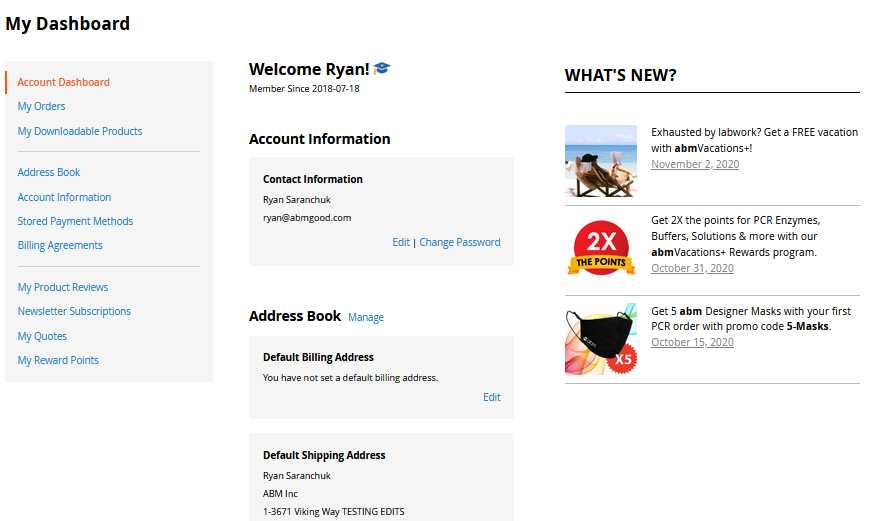 My Dashboard
Account Dashboard
My Orders
My Downloadable Products
Address Book
Account Information
Stored Payment Methods
Billing Agreements
My Product Reviews
Newsletter Subscriptions
My Quotes
My Reward Points
Welcome Ryan!
Member Since 2018-07-18
Account Information
Contact Information
Ryan Saranchuk
ryan@abmgood.com
Edit | Change Password
Address Book Manage
Default Billing Address
You have not set a default billing address.
Edit
Default Shipping Address
Ryan Saranchuk
ABM Inc
1-3671 Viking Way TESTING EDITS
WHAT'S NEW?
Exhausted by labwork? Get a FREE vacation
with abmVacations+!
November 2, 2020
2X
THE POINTS
Get 2X the points for PCR Enzymes,
Buffers, Solutions & more with our
abmVacations+ Rewards program.
October 31, 2020
abm
X5
Get 5 abm Designer Masks with your first
PCR order with promo code 5-Masks.
October 15, 2020